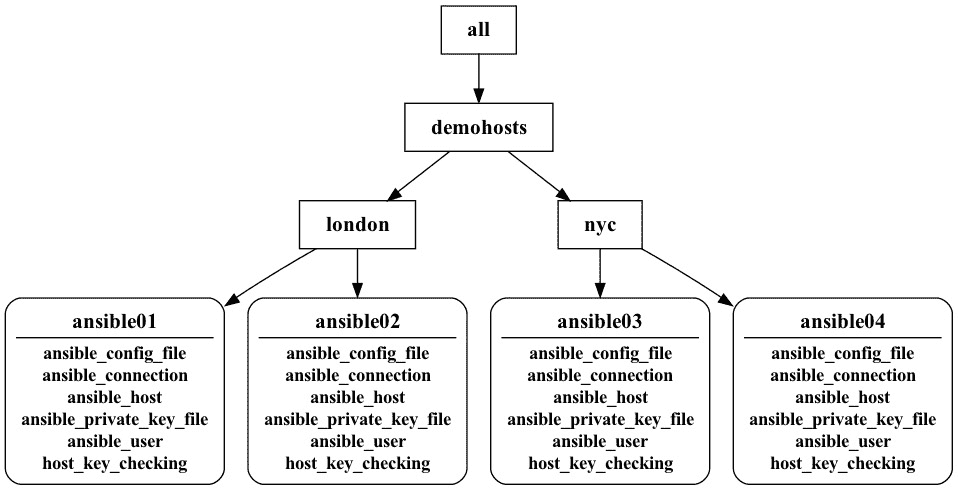 all
demohosts
london
nyc
ansible01
ansible_config_file
ansible_connection
ansible_host
ansible_private_key_file
ansible_user
host_key_checking
ansible02
ansible_config_file
ansible_connection
ansible_host
ansible_private_key_file
ansible_user
host_key_checking
ansible03
ansible_config_file
ansible_connection
ansible_host
ansible_private_key_file
ansible_user
host_key_checking
ansible04
ansible_config_file
ansible_connection
ansible_host
ansible_private_key_file
ansible_user
host_key_checking